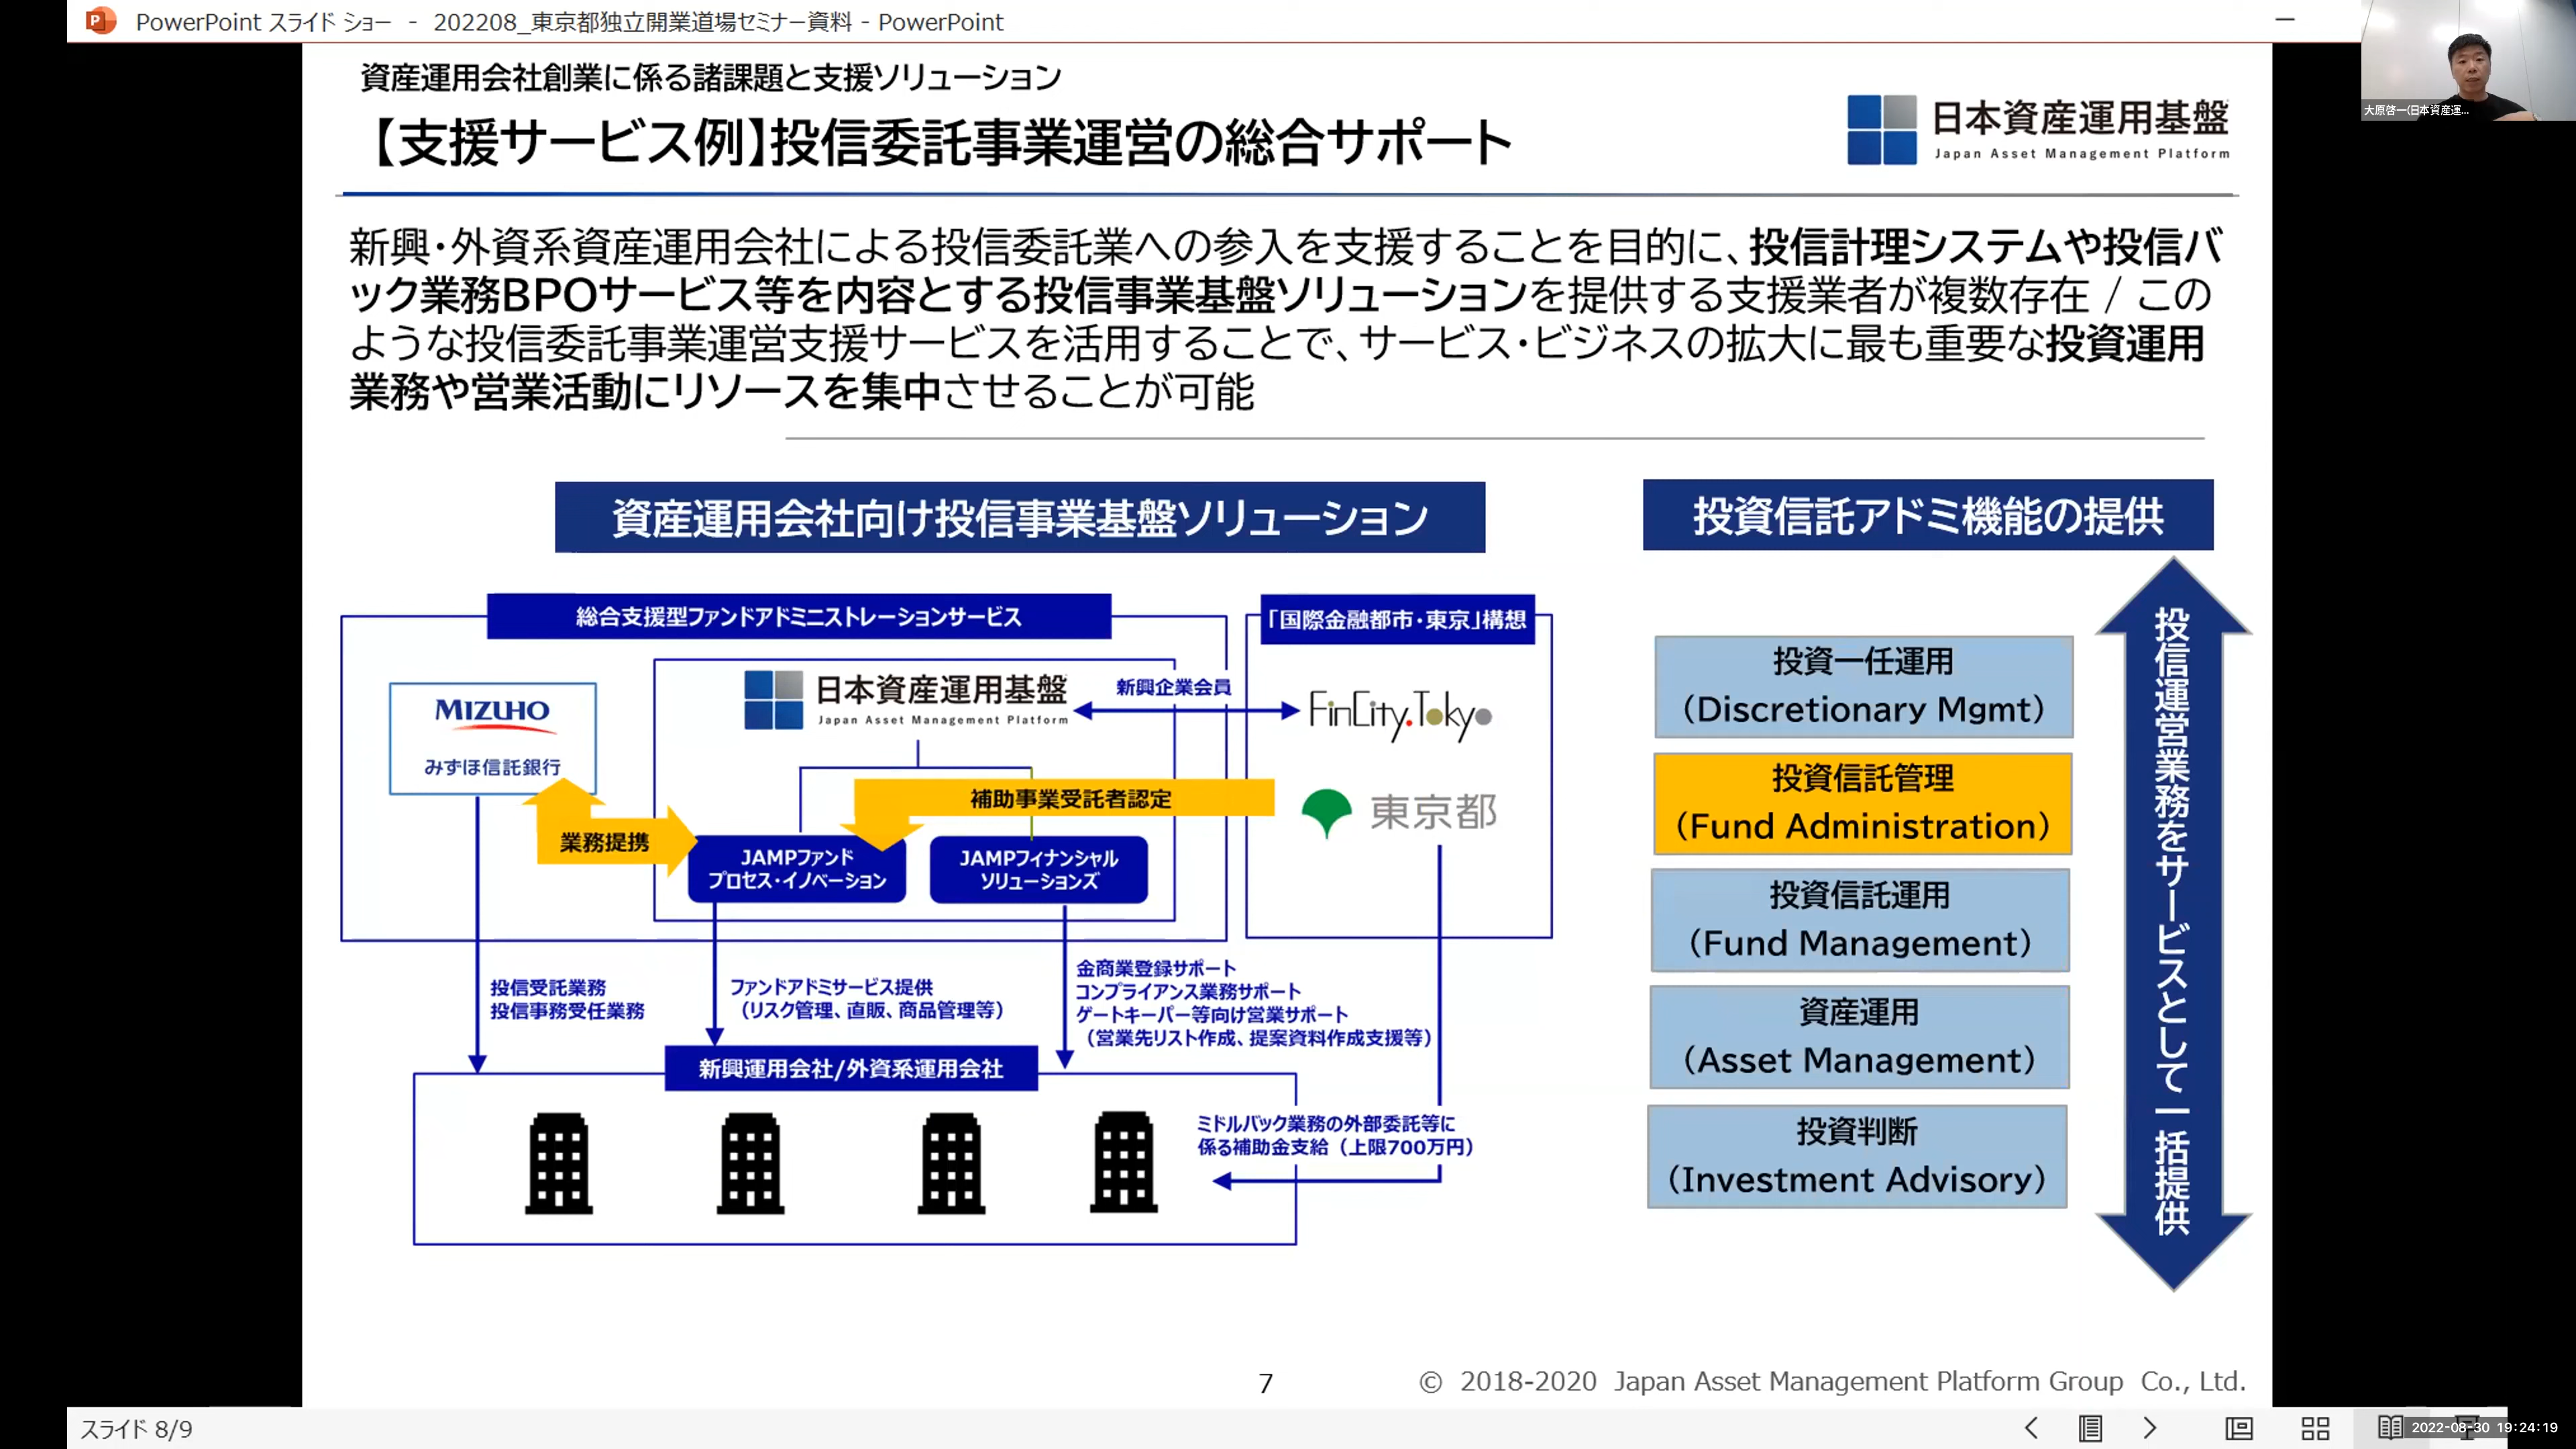 PowerPoint スライド ショー - 202208_東京都独立開業道場セミナー資料 - PowerPoint
大原啓一(日本資産運...
資産運用会社創業に係る諸課題と支援ソリューション
【支援サービス例】投信委託事業運営の総合サポート
日本資産運用基盤
Japan Asset Management Platform
新興・外資系資産運用会社による投信委託業への参入を支援することを目的に、投信計理システムや投信バ
ック業務BPOサービス等を内容とする投信事業基盤ソリューションを提供する支援業者が複数存在 / この
ような投信委託事業運営支援サービスを活用することで、サービス・ビジネスの拡大に最も重要な投資運用
業務や営業活動にリソースを集中させることが可能
資産運用会社向け投信事業基盤ソリューション
総合支援型ファンドアドミニストレーションサービス
「国際金融都市・東京」構想
MIZUHO
みずほ信託銀行
日本資産運用基盤
Japan Asset Management Platform
新興企業会員
FinCity.Tokyo
補助事業受託者認定
東京都
業務提携
JAMPファンド
プロセス・イノベーション
JAMPフィナンシャル
ソリューションズ
投信受託業務
投信事務受任業務
ファンドアドミサービス提供
（リスク管理、直販、商品管理等）
金商業登録サポート
コンプライアンス業務サポート
ゲートキーパー等向け営業サポート
（営業先リスト作成、提案資料作成支援等）
新興運用会社/外資系運用会社
ミドルバック業務の外部委託等に
係る補助金支給（上限700万円）
投資信託アドミ機能の提供
投資一任運用
（Discretionary Mgmt）
投資信託管理
（Fund Administration）
投資信託運用
（Fund Management）
資産運用
（Asset Management）
投資判断
（Investment Advisory）
投信運営業務をサービスとして一括提供
7
© 2018-2020 Japan Asset Management Platform Group Co., Ltd.
スライド 8/9
2022-08-30 19:24:19